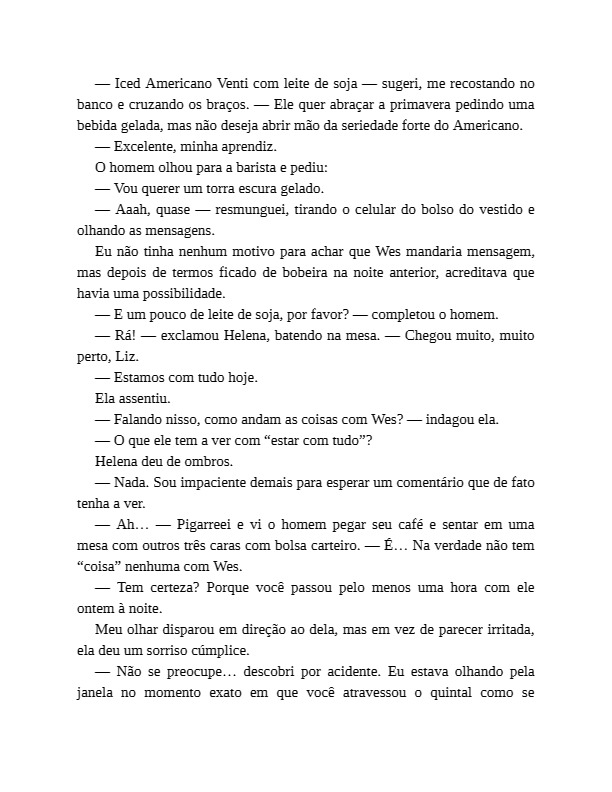 — Iced Americano Venti com leite de soja — sugeri, me recostando no
banco e cruzando os braços. — Ele quer abraçar a primavera pedindo uma
bebida gelada, mas não deseja abrir mão da seriedade forte do Americano.
— Excelente, minha aprendiz.
O homem olhou para a barista e pediu:
— Vou querer um torra escura gelado.
— Aaah, quase — resmunguei, tirando o celular do bolso do vestido e
olhando as mensagens.
Eu não tinha nenhum motivo para achar que Wes mandaria mensagem,
mas depois de termos ficado de bobeira na noite anterior, acreditava que
havia uma possibilidade.
— E um pouco de leite de soja, por favor? — completou o homem.
— Rá! — exclamou Helena, batendo na mesa. — Chegou muito, muito
perto, Liz.
— Estamos com tudo hoje.
Ela assentiu.
— Falando nisso, como andam as coisas com Wes? — indagou ela.
— O que ele tem a ver com “estar com tudo”?
Helena deu de ombros.
— Nada. Sou impaciente demais para esperar um comentário que de fato
tenha a ver.
— Ah… — Pigarreei e vi o homem pegar seu café e sentar em uma
mesa com outros três caras com bolsa carteiro. — É… Na verdade não tem
“coisa” nenhuma com Wes.
— Tem certeza? Porque você passou pelo menos uma hora com ele
ontem à noite.
Meu olhar disparou em direção ao dela, mas em vez de parecer irritada,
ela deu um sorriso cúmplice.
— Não se preocupe… descobri por acidente. Eu estava olhando pela
janela no momento exato em que você atravessou o quintal como se